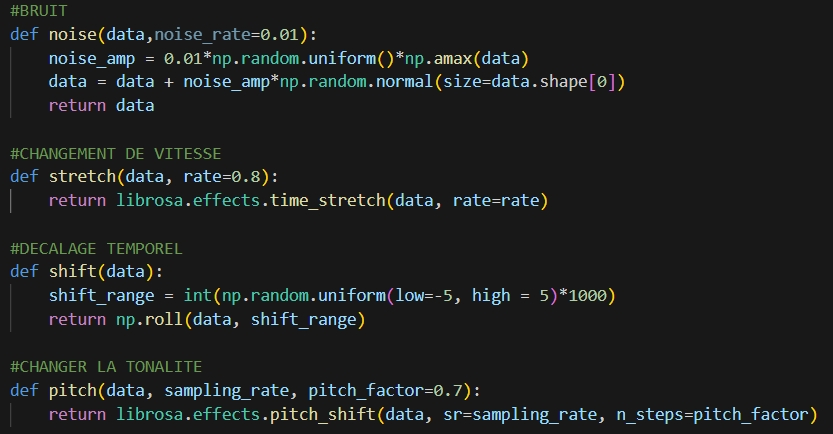 #BRUIT
def noise(data,noise_rate=0.01):
    noise_amp = 0.01*np.random.uniform()*np.amax(data)
    data = data + noise_amp*np.random.normal(size=data.shape[0])
    return data

#CHANGEMENT DE VITESSE
def stretch(data, rate=0.8):
    return librosa.effects.time_stretch(data, rate=rate)

#DECALAGE TEMPOREL
def shift(data):
    shift_range = int(np.random.uniform(low=-5, high = 5)*1000)
    return np.roll(data, shift_range)

#CHANGER LA TONALITE
def pitch(data, sampling_rate, pitch_factor=0.7):
    return librosa.effects.pitch_shift(data, sr=sampling_rate, n_steps=pitch_factor)